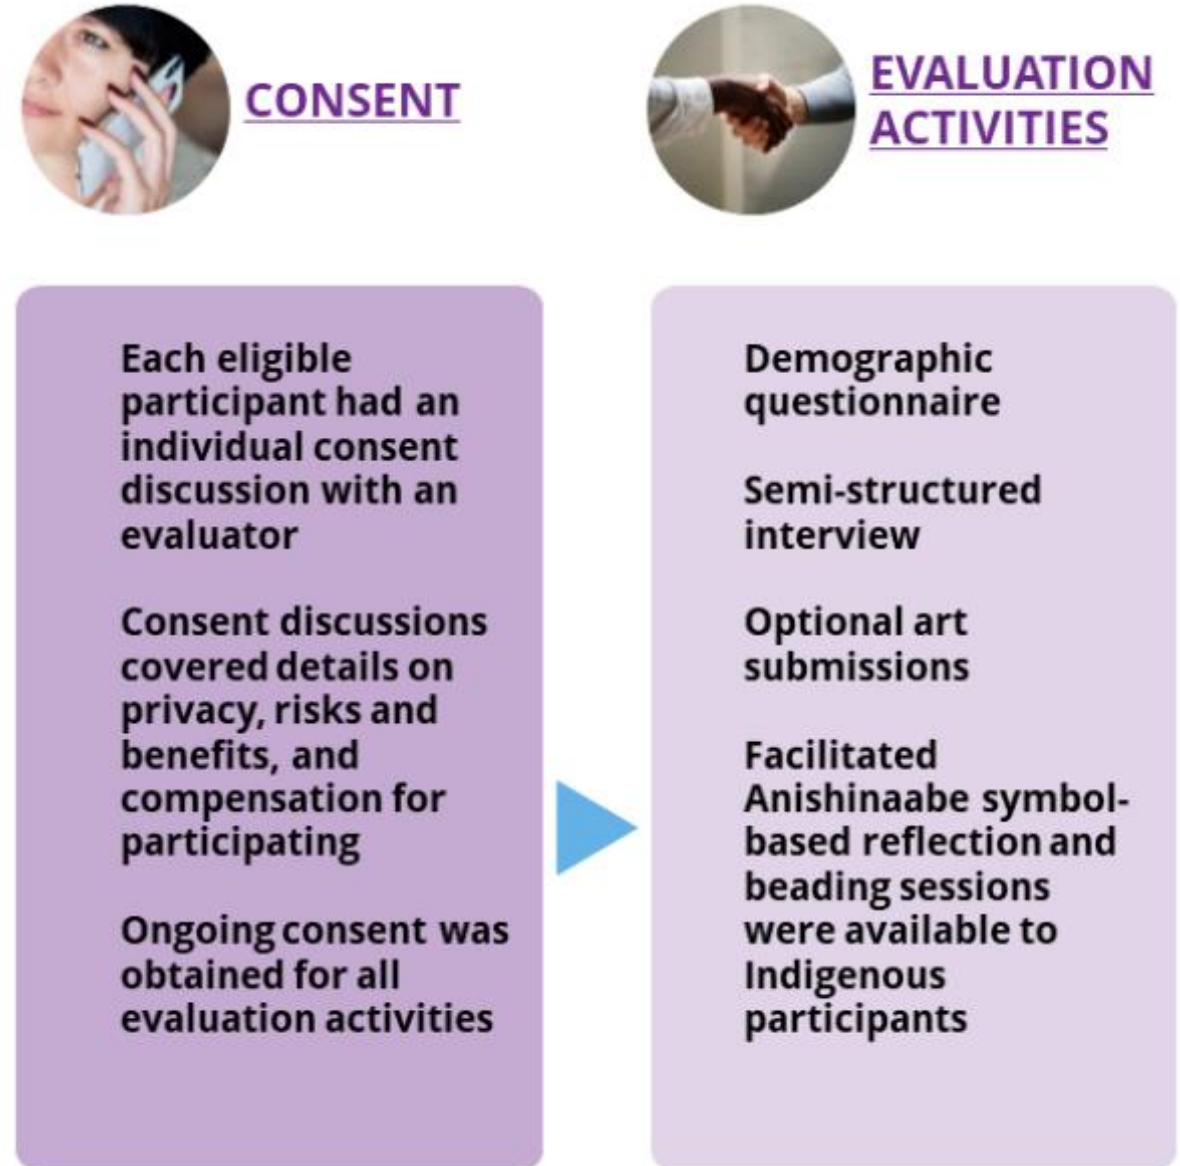 CONSENT
Each eligible
participant had an
individual consent
discussion with an
evaluator
Consent discussions
covered details on
privacy, risks and
benefits, and
compensation for
participating
Ongoing consent was
obtained for all
evaluation activities
EVALUATION
ACTIVITIES
Demographic
questionnaire
Semi-structured
interview
Optional art
submissions
Facilitated
Anishinaabe symbol-
based reflection and
beading sessions
were available to
Indigenous
participants